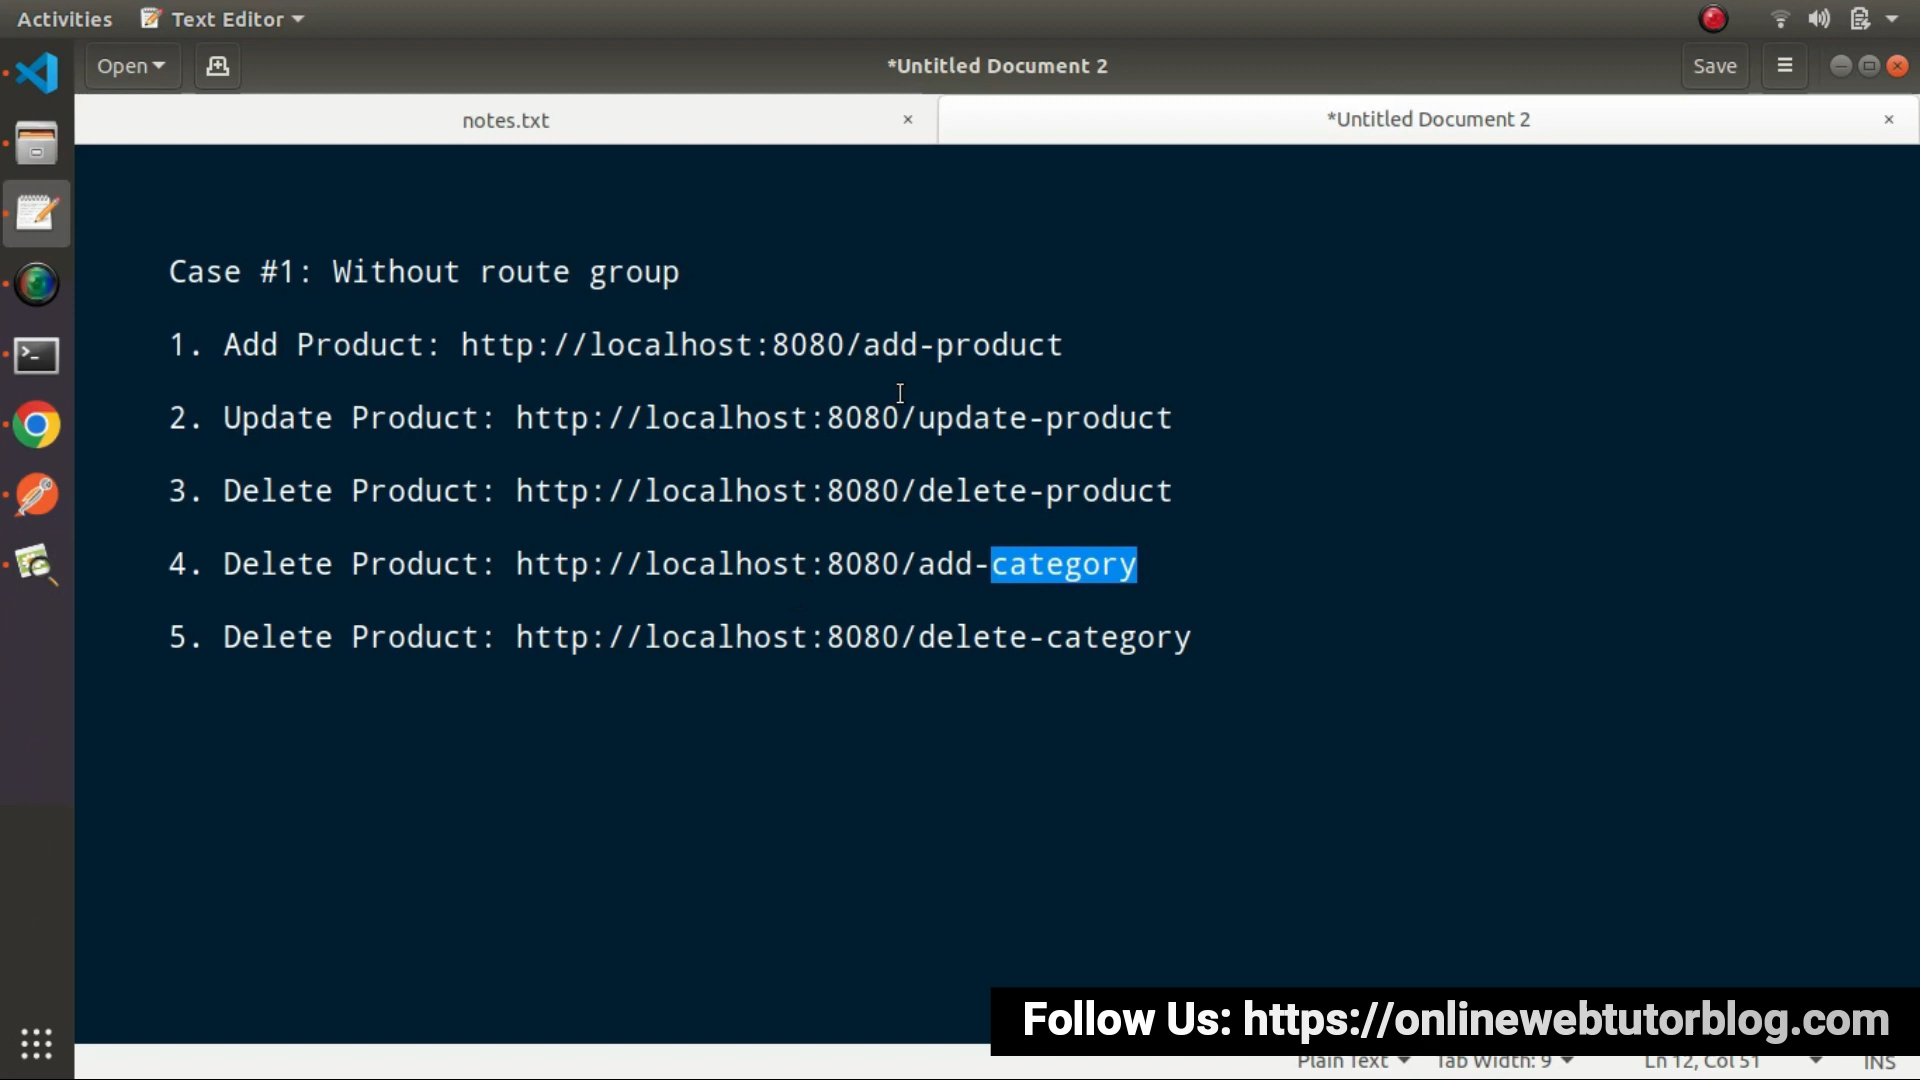 Activities Text Editor
Open *Untitled Document 2 Save
notes.txt *Untitled Document 2
Case #1: Without route group
1. Add Product: http://localhost:8080/add-product
2. Update Product: http://localhost:8080/update-product
3. Delete Product: http://localhost:8080/delete-product
4. Delete Product: http://localhost:8080/add-category
5. Delete Product: http://localhost:8080/delete-category
Follow Us: https://onlinewebtutorblog.com
Plain Text Tab Width: 9 Ln 12, Col 51 INS